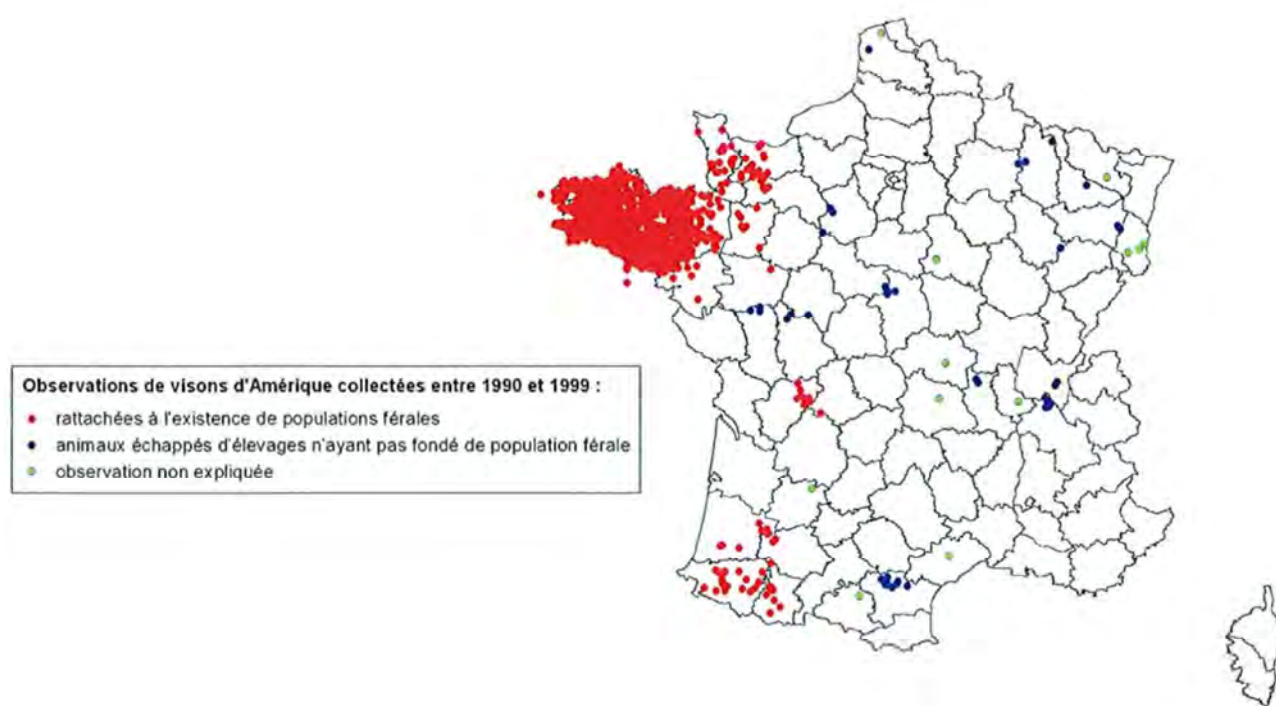 Observations de visons d'Amérique collectées entre 1990 et 1999 :
rattachées à l'existence de populations férales
animaux échappés d'élevages n'ayant pas fondé de population férale
observation non expliquée